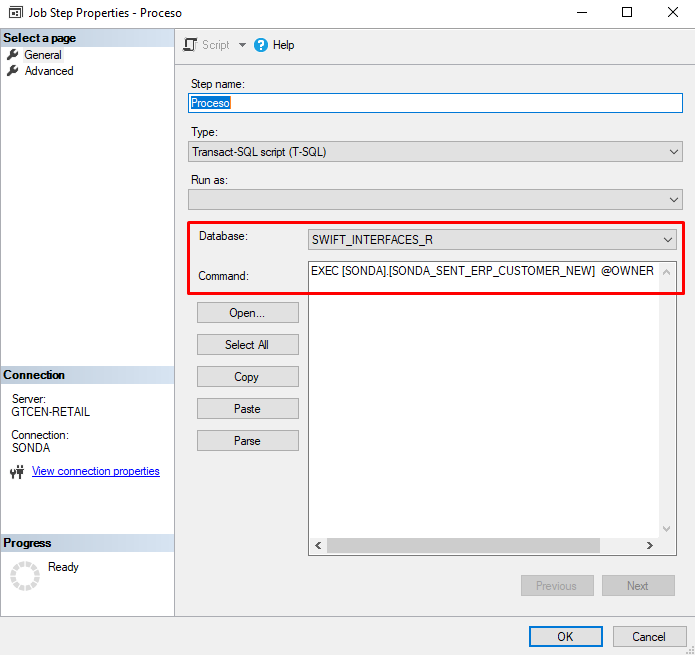 Job Step Properties - Proceso
Select a page
General
Advanced
Script
Help
Step name:
Proceso
Type:
Transact-SQL script (T-SQL)
Run as:
Database:
SWIFT_INTERFACES_R
Command:
EXEC [SONDA].[SONDA_SENT_ERP_CUSTOMER_NEW]  @OWNER
Open...
Select All
Copy
Paste
Parse
Connection
Server:
GTCEN-RETAIL
Connection:
SONDA
View connection properties
Progress
Ready
Previous
Next
OK
Cancel